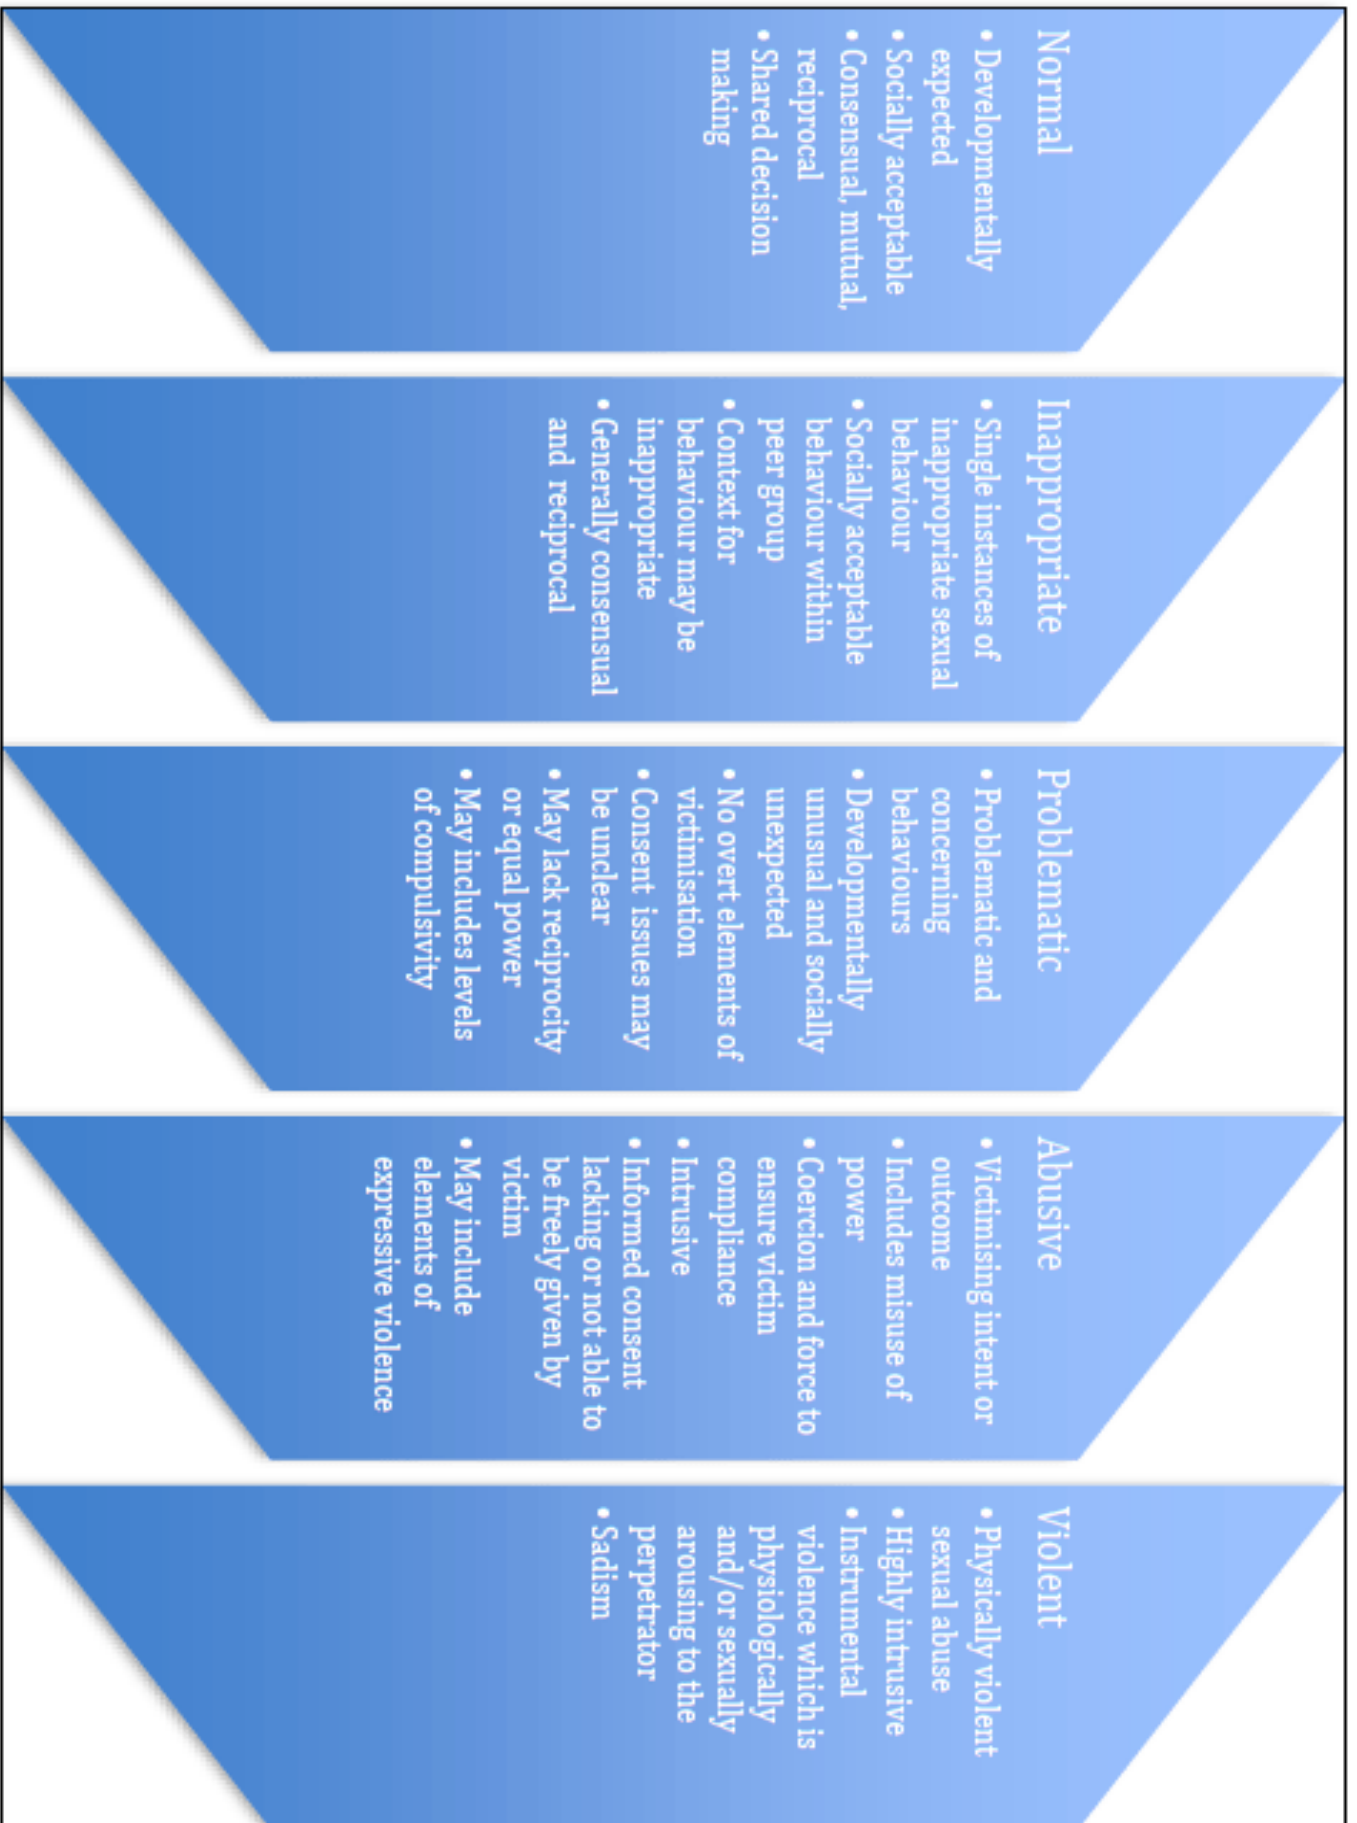 Normal
• Developmentally
expected
• Socially acceptable
• Consensual, mutual,
reciprocal
• Shared decision
making
Inappropriate
• Single instances of
inappropriate sexual
behaviour
• Socially acceptable
behaviour within
peer group
• Context for
behaviour may be
inappropriate
• Generally consensual
and reciprocal
Problematic
• Problematic and
concerning
behaviours
• Developmentally
unusual and socially
unexpected
• No overt elements of
victimisation
• Consent issues may
be unclear
• May lack reciprocity
or equal power
• May includes levels
of compulsivity
Abusive
• Victimising intent or
outcome
• Includes misuse of
power
• Coercion and force to
ensure victim
compliance
• Intrusive
• Informed consent
lacking or not able to
be freely given by
victim
• May include
elements of
expressive violence
Violent
• Physically violent
sexual abuse
• Highly intrusive
• Instrumental
violence which is
physiologically
and/or sexually
arousing to the
perpetrator
• Sadism